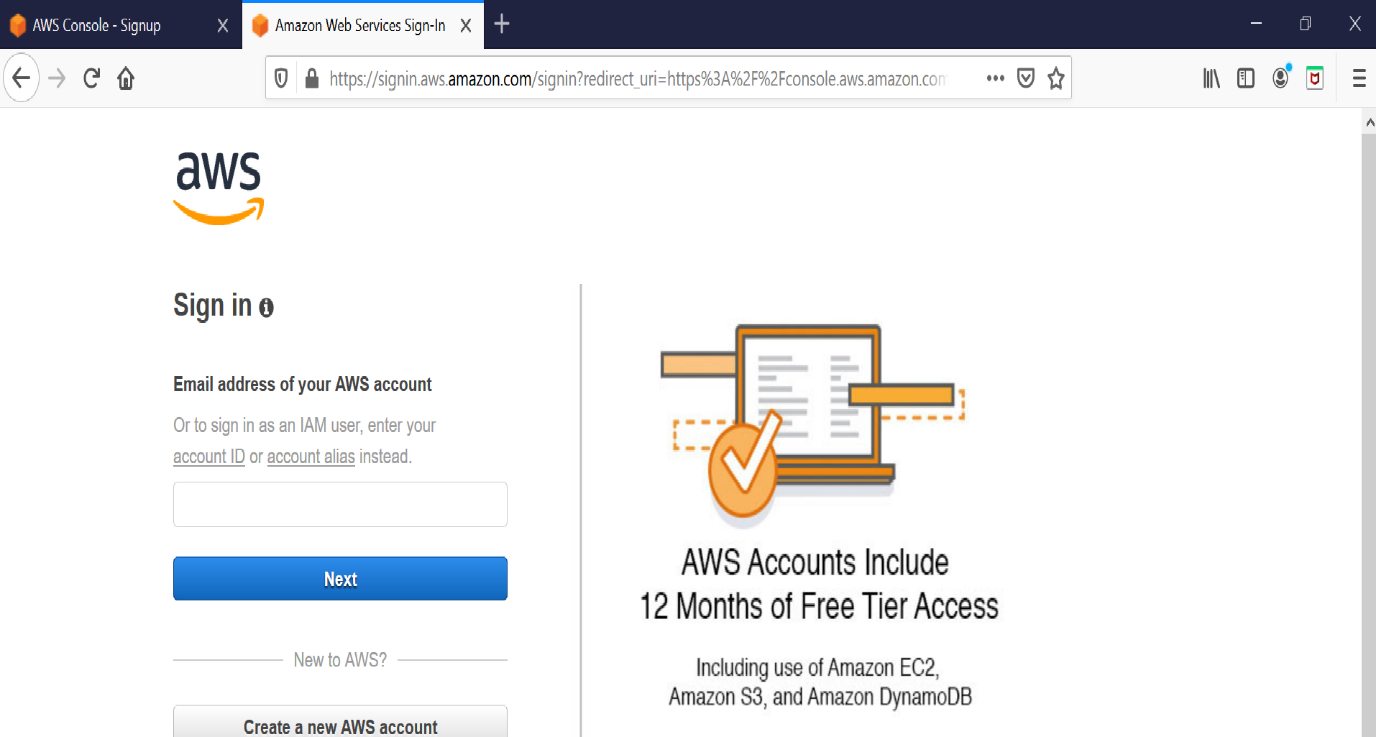 AWS Console - Signup
Amazon Web Services Sign-In
https://signin.aws.amazon.com/signin?redirect_uri=https%3A%2F%2Fconsole.aws.amazon.com
aws
Sign in
Email address of your AWS account
Or to sign in as an IAM user, enter your
account ID or account alias instead.
Next
New to AWS?
Create a new AWS account
AWS Accounts Include
12 Months of Free Tier Access
Including use of Amazon EC2,
Amazon S3, and Amazon DynamoDB